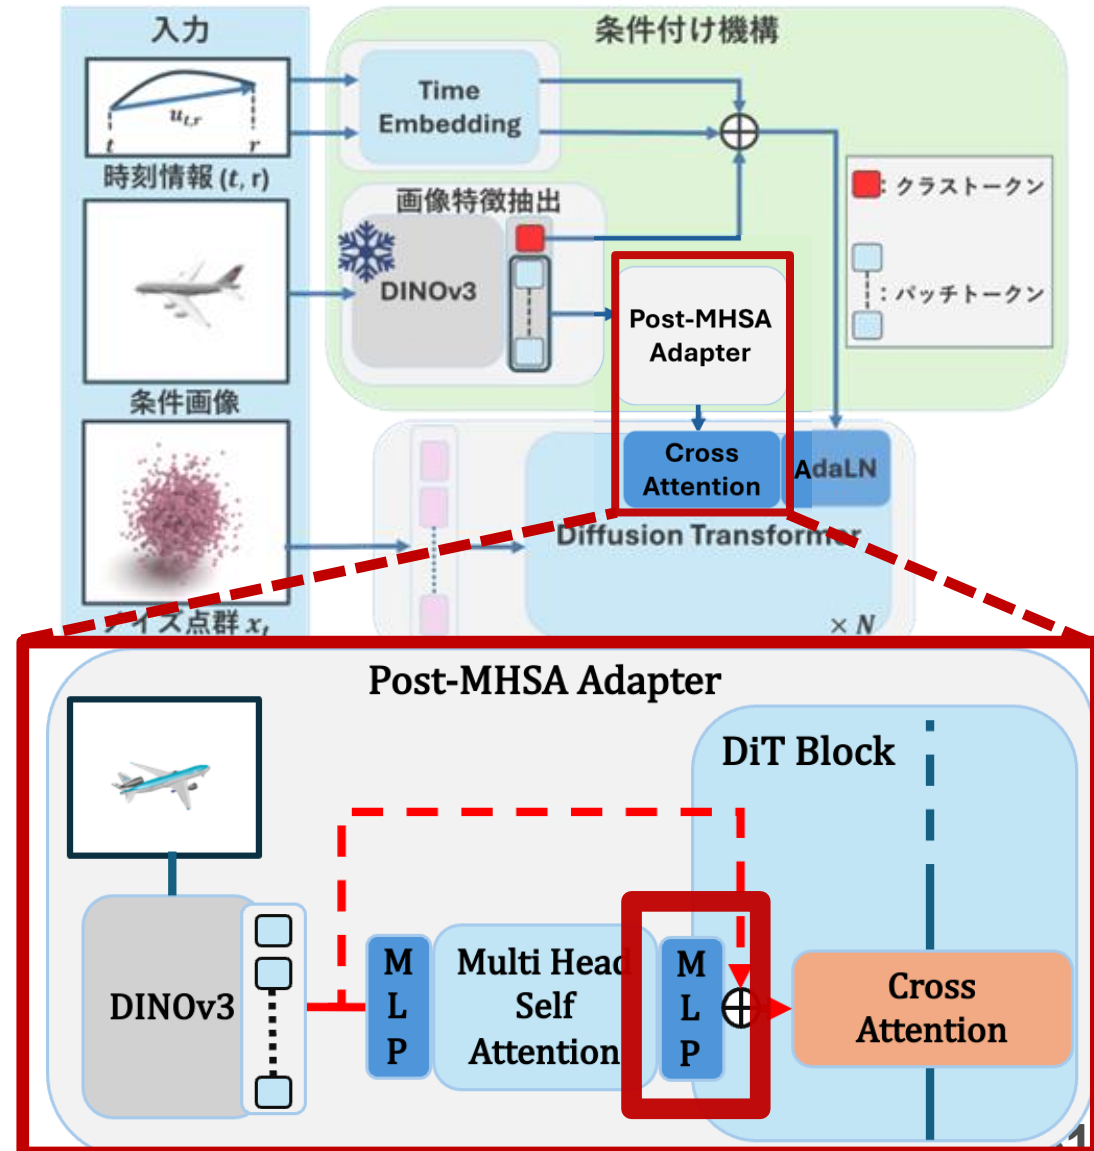 入力
条件付け機構
Time
Embedding
u_{t,r}
t
r
時刻情報 (t, r)
画像特徴抽出
: クラストークン
DINOv3
Post-MHSA
Adapter
: パッチトークン
条件画像
Cross
Attention
AdaLN
Diffusion Transformer
ノイズ点群 x_t
× N
Post-MHSA Adapter
DiT Block
DINOv3
M
L
P
Multi Head
Self
Attention
M
L
P
Cross
Attention